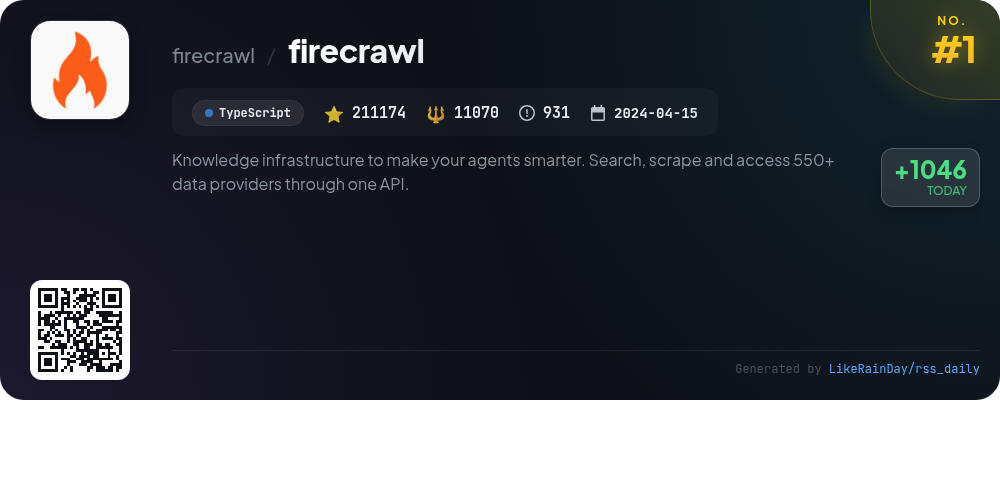 NO.
#1
firecrawl / firecrawl
TypeScript 211174 11070 931 2024-04-15
Knowledge infrastructure to make your agents smarter. Search, scrape and access 550+
data providers through one API.
+1046
TODAY
Generated by LikeRainDay/rss_daily